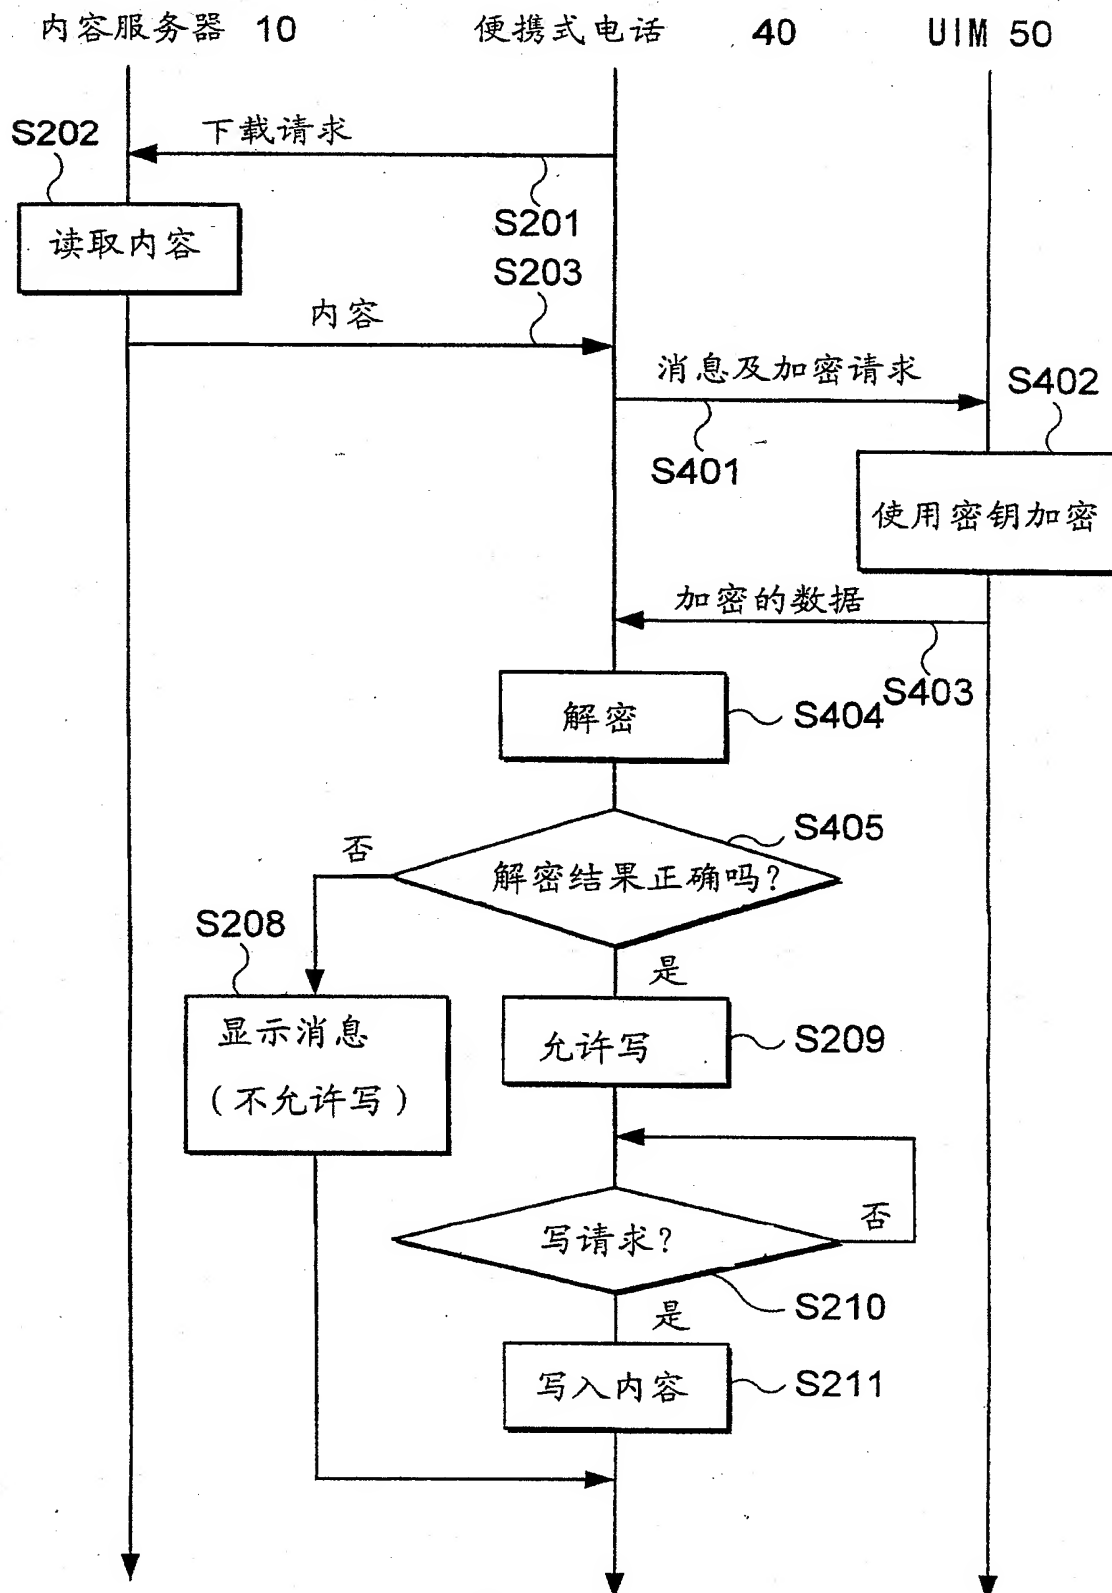 内容服务器 10 便携式电话 40 UIM 50
S202
下载请求
S201
读取内容
S203
内容
消息及加密请求
S402
S401
使用密钥加密
加密的数据
S403
解密
S404
S405
否
解密结果正确吗?
S208
是
显示消息
(不允许写)
允许写
S209
写请求?
否
S210
是
写入内容
S211